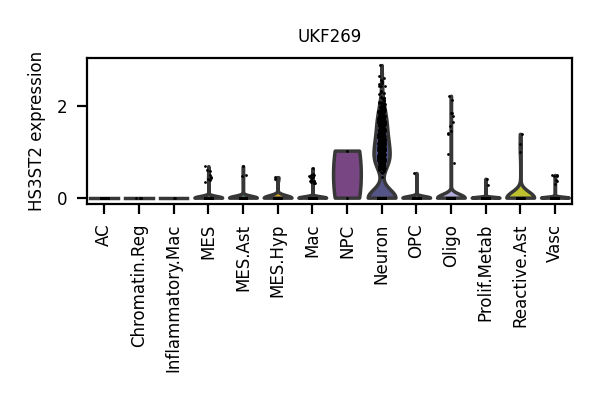 UKF269
HS3ST2 expression
2
0
AC
Chromatin.Reg
Inflammatory.Mac
MES
MES.Ast
MES.Hyp
Mac
NPC
Neuron
OPC
Oligo
Prolif.Metab
Reactive.Ast
Vasc